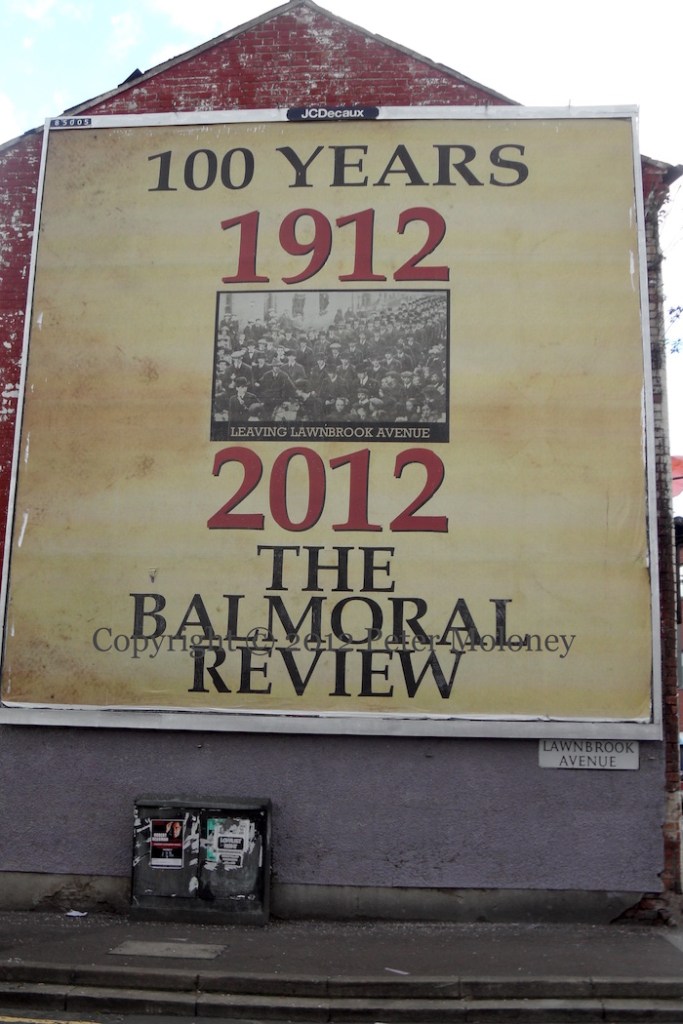 JCDecaux
100 YEARS
1912
LEAVING LAWNBROOK AVENUE
2012
THE
BALMORAL
Copyright © 2012 Peter Moloney
REVIEW
LAWNBROOK
AVENUE